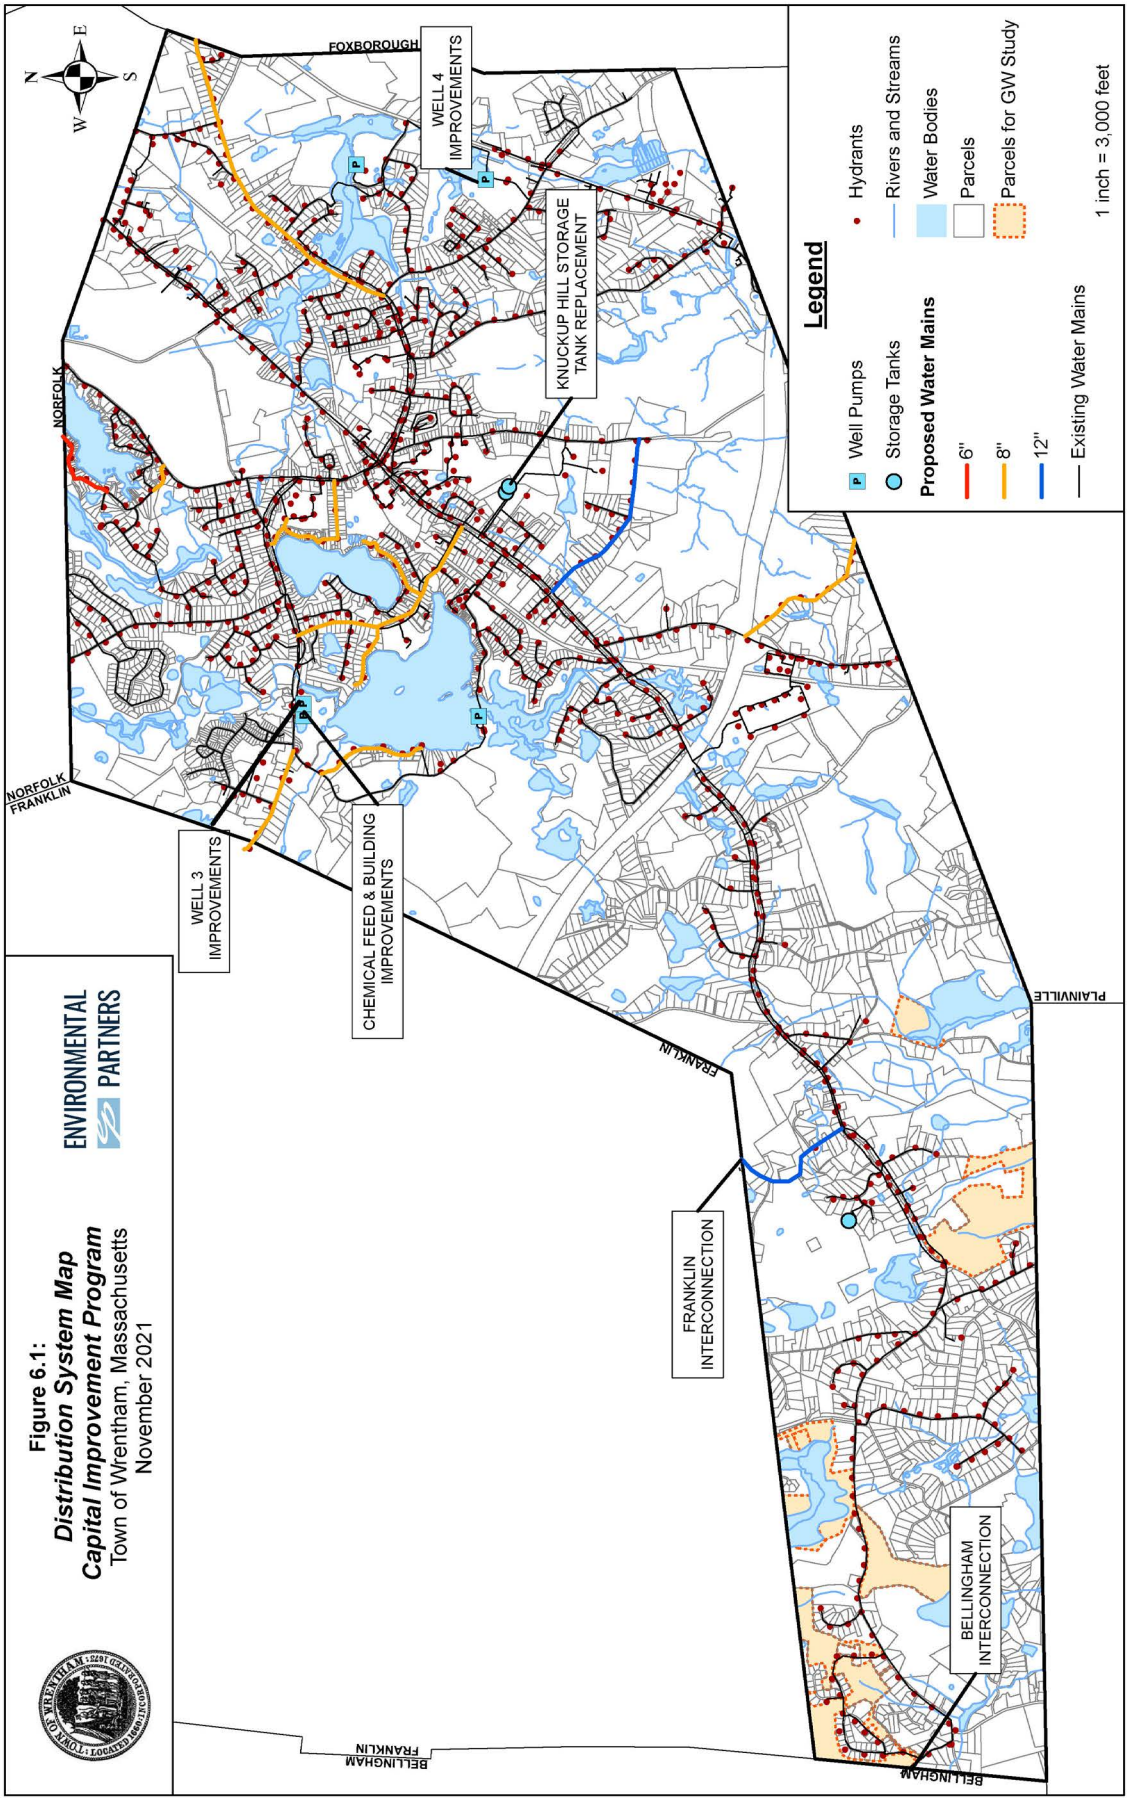 Figure 6.1:
Distribution System Map
Capital Improvement Program
Town of Wrentham, Massachusetts
November 2021
ENVIRONMENTAL
PARTNERS
TOWN OF WRENTHAM:
N
E
S
W
NORFOLK
FRANKLIN
NORFOLK
FOXBOROUGH
WELL 3
IMPROVEMENTS
CHEMICAL FEED & BUILDING
IMPROVEMENTS
WELL 4
IMPROVEMENTS
KNUCKUP HILL STORAGE
TANK REPLACEMENT
FRANKLIN
INTERCONNECTION
BELLINGHAM
INTERCONNECTION
FRANKLIN
PLAINVILLE
FRANKLIN
BELLINGHAM
BELLINGHAM
P
P
P
P
Legend
P Well Pumps
Storage Tanks
Proposed Water Mains
6"
8"
12"
Existing Water Mains
Hydrants
Rivers and Streams
Water Bodies
Parcels
Parcels for GW Study
1 inch = 3,000 feet